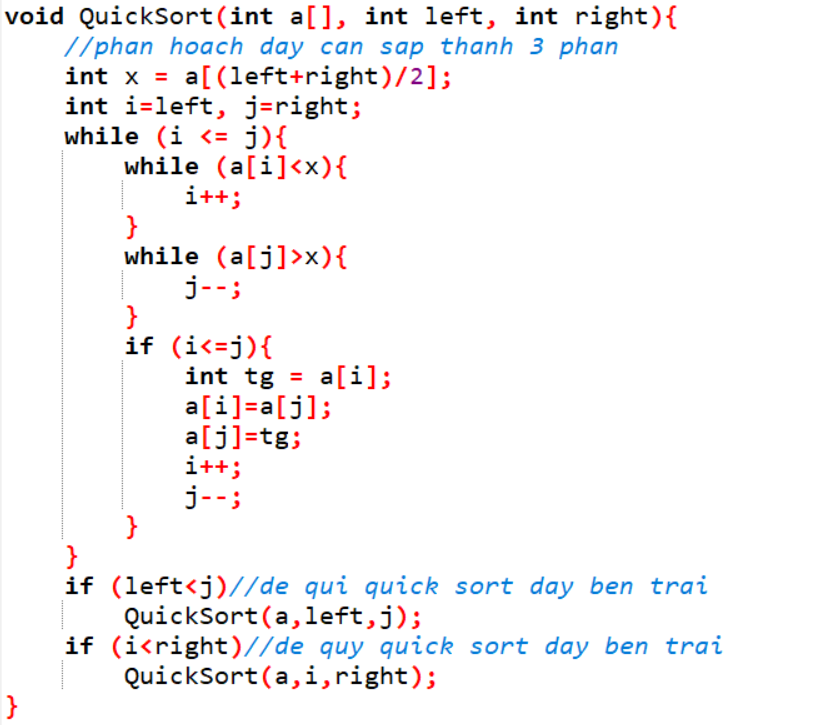 void QuickSort(int a[], int left, int right){
//phan hoach day can sap thanh 3 phan
int x = a[(left+right)/2];
int i=left, j=right;
while (i <= j){
while (a[i]<x){
i++;
}
while (a[j]>x){
j--;
}
if (i<=j){
int tg = a[i];
a[i]=a[j];
a[j]=tg;
i++;
j--;
}
}
if (left<j)//de qui quick sort day ben trai
QuickSort(a,left,j);
if (i<right)//de quy quick sort day ben trai
QuickSort(a,i,right);
}